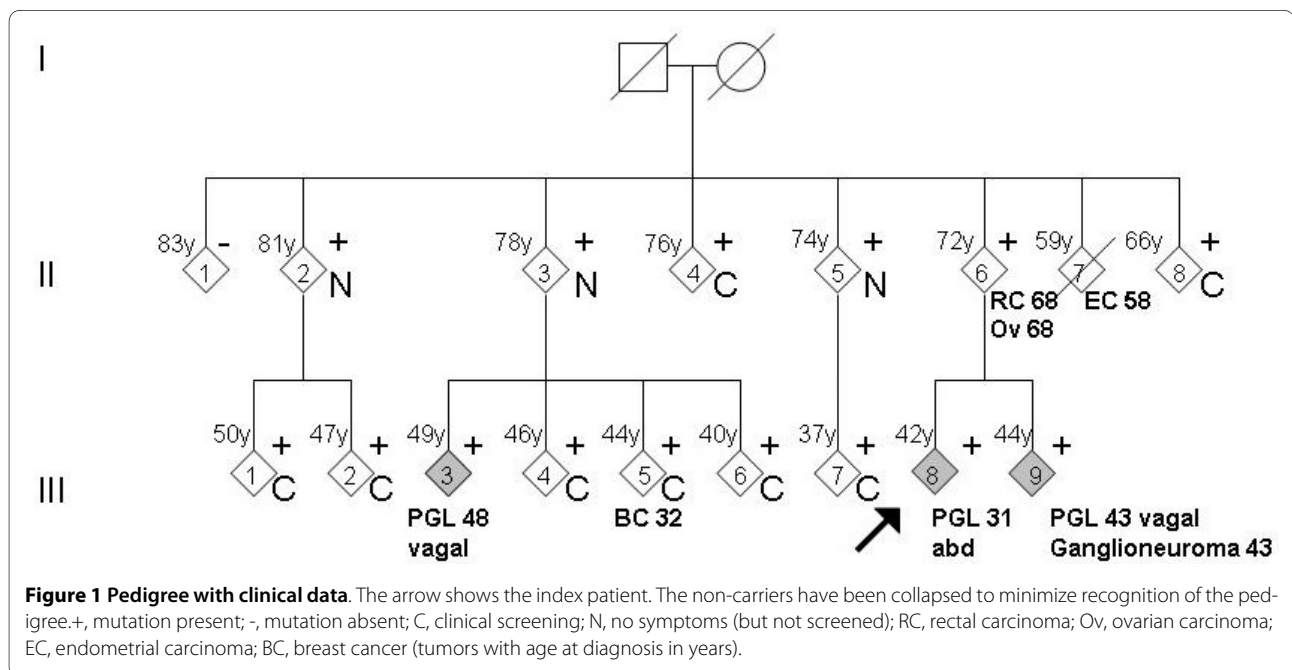 I
83y - 81y + 78y + 76y + 74y + 72y + 59y 66y +
II 1 2 N 3 N 4 C 5 N 6 7 8 C
RC 68 EC 58
Ov 68
50y + 47y + 49y + 46y + 44y + 40y + 37y + 42y + 44y +
III 1 C 2 C 3 4 C 5 C 6 C 7 C 8 9
PGL 48 BC 32 PGL 31 PGL 43 vagal
vagal abd Ganglioneuroma 43
Figure 1 Pedigree with clinical data. The arrow shows the index patient. The non-carriers have been collapsed to minimize recognition of the ped-
igree.+, mutation present; -, mutation absent; C, clinical screening; N, no symptoms (but not screened); RC, rectal carcinoma; Ov, ovarian carcinoma;
EC, endometrial carcinoma; BC, breast cancer (tumors with age at diagnosis in years).